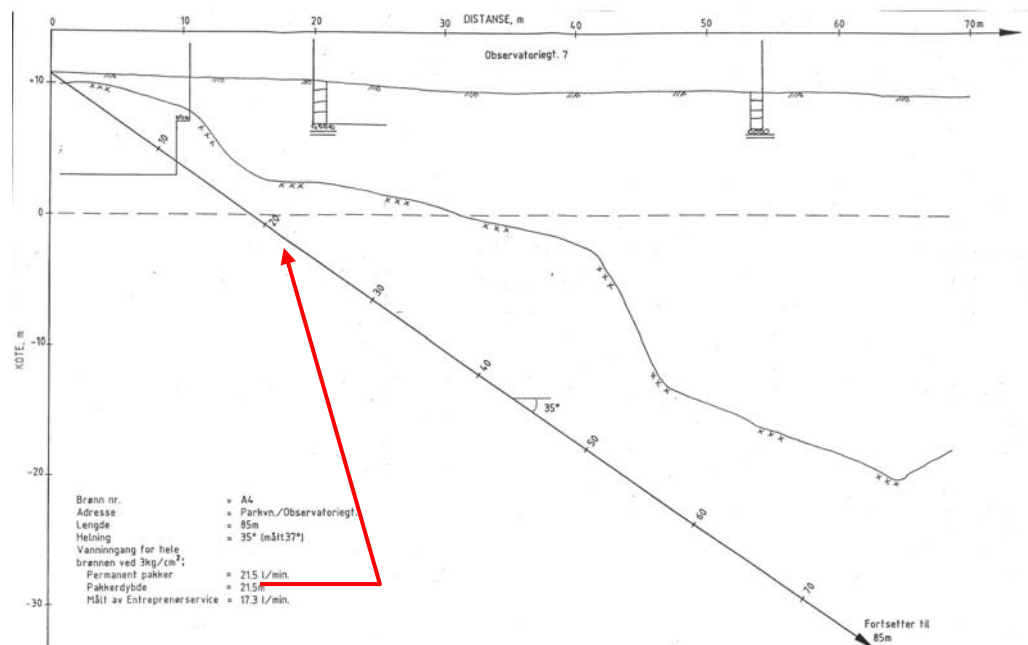 DISTANSE, m
0 10 20 30 40 50 60 70 m
Observatoriegt. 7
+10
0
-10
-20
-30
KOTE, m
10
20
30
40
50
60
70
35°
Brønn nr. = A4
Adresse = Parkvn./Observatoriegt.
Lengde = 85m
Helning = 35° (målt 37°)
Vanninngang for hele
brønnen ved 3kg/cm²:
Permanent pakker = 21.5 l/min.
Pakkerdybde = 21.5m
Målt av Entreprenørservice = 17.3 l/min.
Fortsetter til
85m